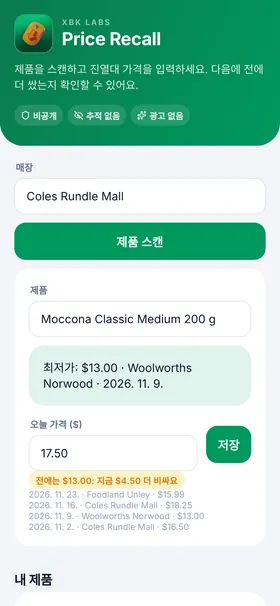 XBK LABS
Price Recall
제품을 스캔하고 진열대 가격을 입력하세요. 다음에 전에
더 쌌는지 확인할 수 있어요.
비공개
추적 없음
광고 없음
매장
Coles Rundle Mall
제품 스캔
제품
Moccona Classic Medium 200 g
최저가: $13.00 · Woolworths
Norwood · 2026. 11. 9.
오늘 가격 ($)
17.50
저장
전에는 $13.00: 지금 $4.50 더 비싸요
2026. 11. 23. · Foodland Unley · $15.99
2026. 11. 16. · Coles Rundle Mall · $18.25
2026. 11. 9. · Woolworths Norwood · $13.00
2026. 11. 2. · Coles Rundle Mall · $16.50
내 제품